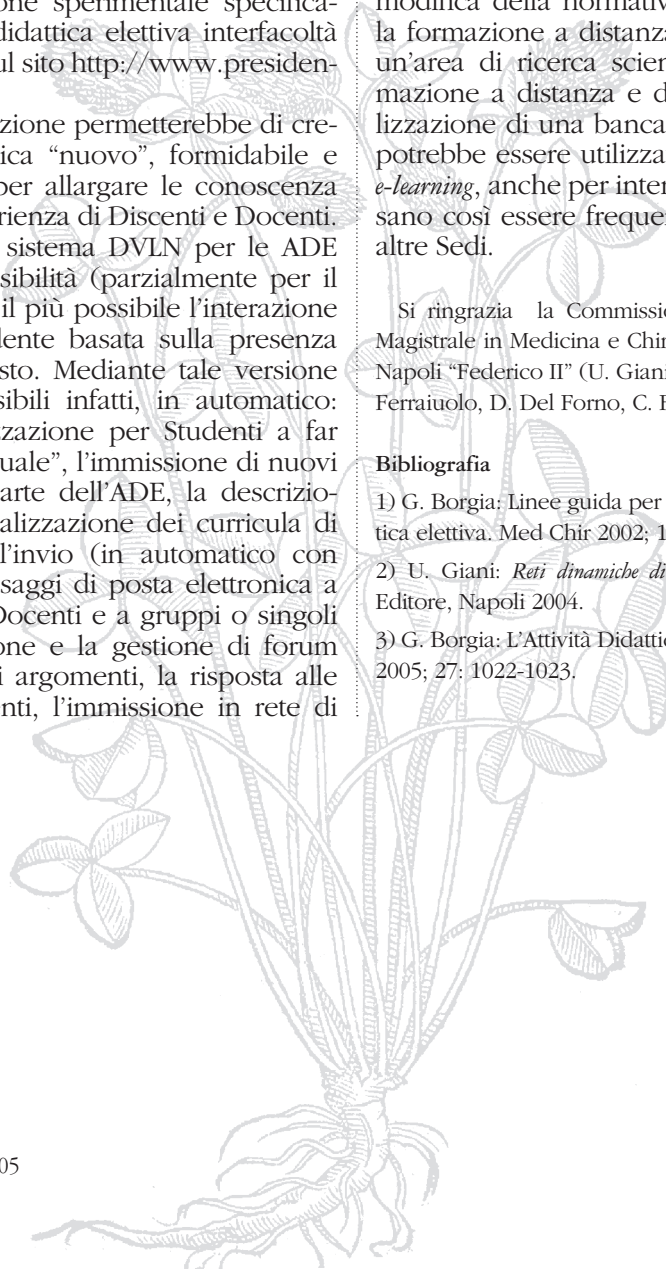 one sperimentale specifica-
didattica elettiva interfacoltà
ul sito http://www.presiden-
zione permetterebbe di cre-
ica “nuovo”, formidabile e
per allargare le conoscenza
rienza di Discenti e Docenti.
sistema DVLN per le ADE
sibilità (parzialmente per il
il più possibile l’interazione
dente basata sulla presenza
sto. Mediante tale versione
sibili infatti, in automatico:
zzazione per Studenti a far
uale”, l’immissione di nuovi
arte dell’ADE, la descrizio-
alizzazione dei curricula di
l’invio (in automatico con
saggi di posta elettronica a
Docenti e a gruppi o singoli
one e la gestione di forum
i argomenti, la risposta alle
nti, l’immissione in rete di
modifica della normativ
la formazione a distanza
un’area di ricerca scien
mazione a distanza e d
lizzazione di una banca
potrebbe essere utilizza
e-learning, anche per inter
sano così essere freque
altre Sedi.
Si ringrazia la Commissio
Magistrale in Medicina e Chir
Napoli “Federico II” (U. Giani
Ferraiuolo, D. Del Forno, C. F
Bibliografia
1) G. Borgia: Linee guida per
tica elettiva. Med Chir 2002; 1
2) U. Giani: Reti dinamiche di
Editore, Napoli 2004.
3) G. Borgia: L’Attività Didattic
2005; 27: 1022-1023.
05